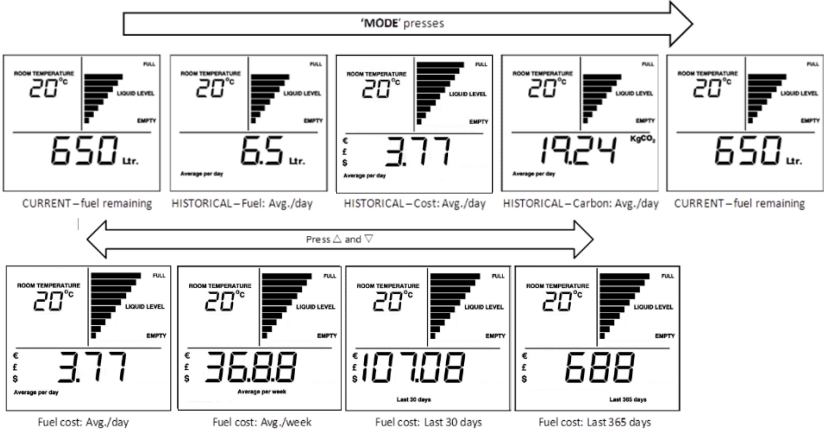 'MODE' presses
FULL
ROOM TEMPERATURE
20°C
LIQUID LEVEL
EMPTY
650 Ltr.
CURRENT – fuel remaining
FULL
ROOM TEMPERATURE
20°C
LIQUID LEVEL
EMPTY
6.5 Ltr.
Average per day
HISTORICAL – Fuel: Avg./day
FULL
ROOM TEMPERATURE
20°C
LIQUID LEVEL
EMPTY
€
£ 3.77
$
Average per day
HISTORICAL – Cost: Avg./day
FULL
ROOM TEMPERATURE
20°C
LIQUID LEVEL
EMPTY
19.24 KgCO₂
Average per day
HISTORICAL – Carbon: Avg./day
FULL
ROOM TEMPERATURE
20°C
LIQUID LEVEL
EMPTY
650 Ltr.
CURRENT – fuel remaining
Press △ and ▽
FULL
ROOM TEMPERATURE
20°C
LIQUID LEVEL
EMPTY
€
£ 3.77
$
Average per day
Fuel cost: Avg./day
FULL
ROOM TEMPERATURE
20°C
LIQUID LEVEL
EMPTY
€
£ 36.8.8
$
Average per week
Fuel cost: Avg./week
FULL
ROOM TEMPERATURE
20°C
LIQUID LEVEL
EMPTY
€
£ 107.08
$
Last 30 days
Fuel cost: Last 30 days
FULL
ROOM TEMPERATURE
20°C
LIQUID LEVEL
EMPTY
€
£ 688
$
Last 365 days
Fuel cost: Last 365 days